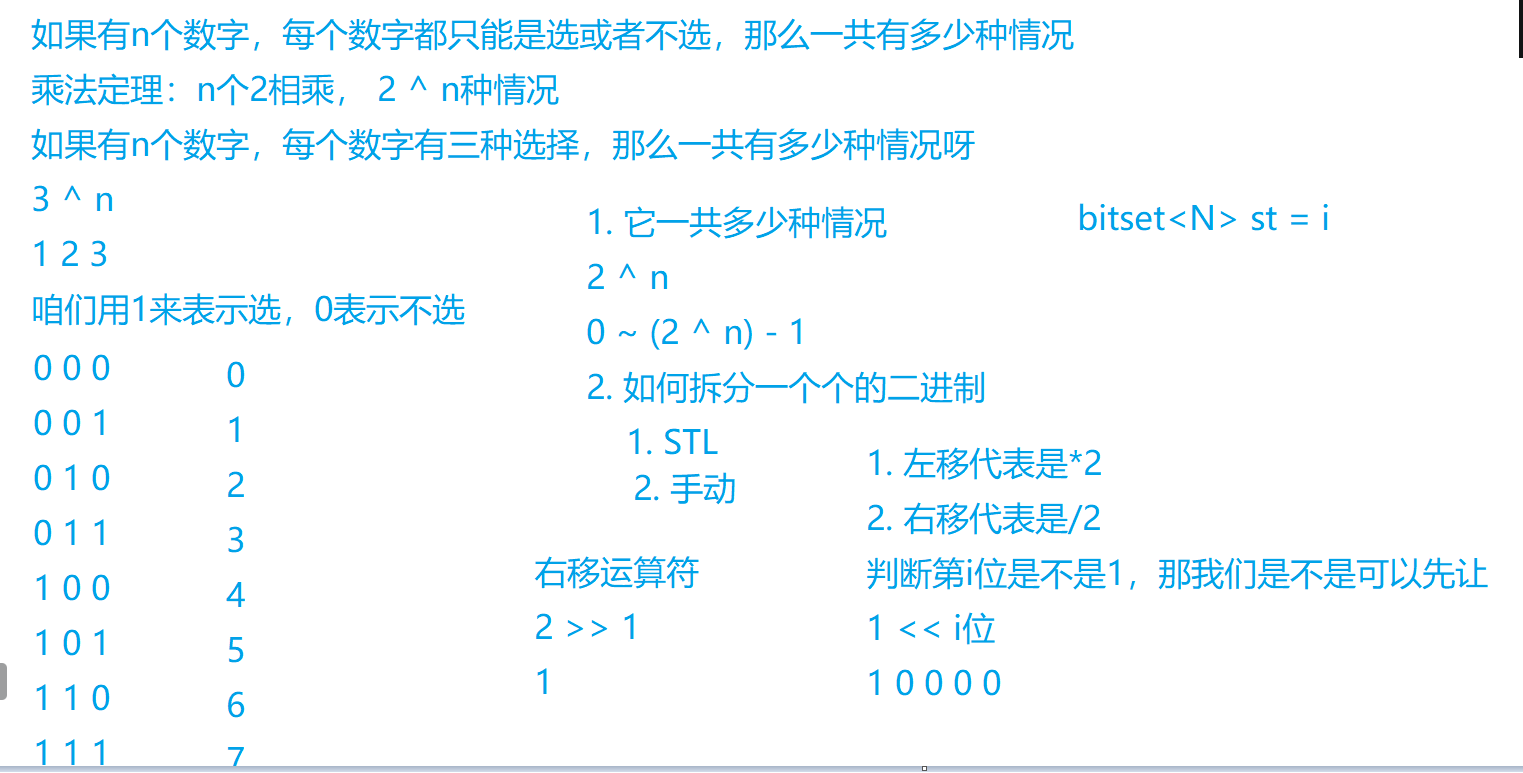 如果有n个数字，每个数字都只能是选或者不选，那么一共有多少种情况
乘法定理：n个2相乘， 2 ^ n种情况
如果有n个数字，每个数字有三种选择，那么一共有多少种情况呀
3 ^ n
1 2 3
咱们用1来表示选，0表示不选
0 0 0 0
0 0 1 1
0 1 0 2
0 1 1 3
1 0 0 4
1 0 1 5
1 1 0 6
1 1 1 7
1. 它一共多少种情况
2 ^ n
0 ~ (2 ^ n) - 1
2. 如何拆分一个个的二进制
1. STL
2. 手动
右移运算符
2 >> 1
1
bitset<N> st = i
1. 左移代表是*2
2. 右移代表是/2
判断第i位是不是1，那我们是不是可以先让
1 << i位
1 0 0 0 0